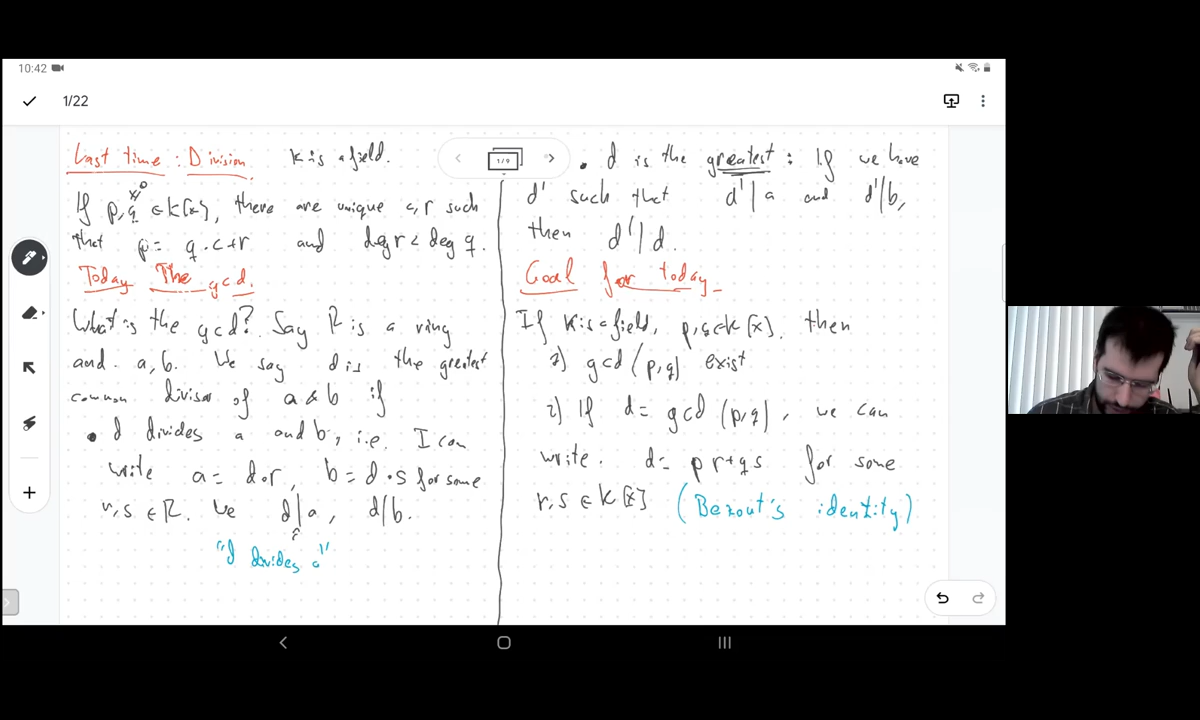 10:42
1/22
1/9
Last time : Division K is a field.
≠0
If p,q ∈ K[x], there are unique c,r such
that p = q·c+r and deg r < deg q.
Today The gcd.
What is the gcd? Say R is a ring
and a,b. We say d is the greatest
common divisor of a & b if
• d divides a and b, i.e. I can
write a = d·r, b = d·s for some
r,s ∈ R. We d|a, d|b.
"d divides a"
• d is the greatest : If we have
d' such that d'|a and d'|b,
then d'|d.
Goal for today
If K is a field, p,q ∈ K[x], then
1) gcd(p,q) exist
2) If d = gcd(p,q), we can
write. d = p r + q s for some
r,s ∈ K[x] (Bezout's identity)